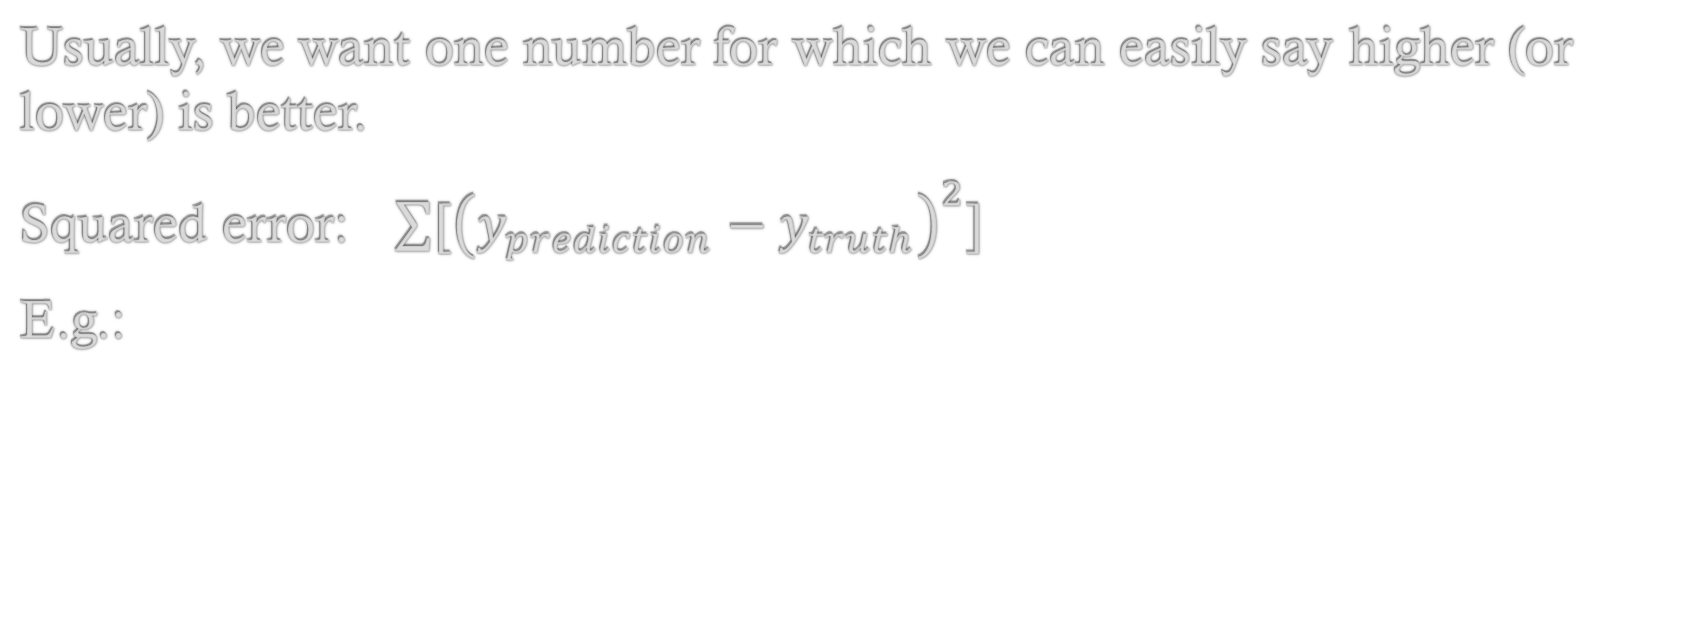 Usually, we want one number for which we can easily say higher (or
lower) is better.
Squared error: ∑[(y_prediction − y_truth)²]
E.g.: